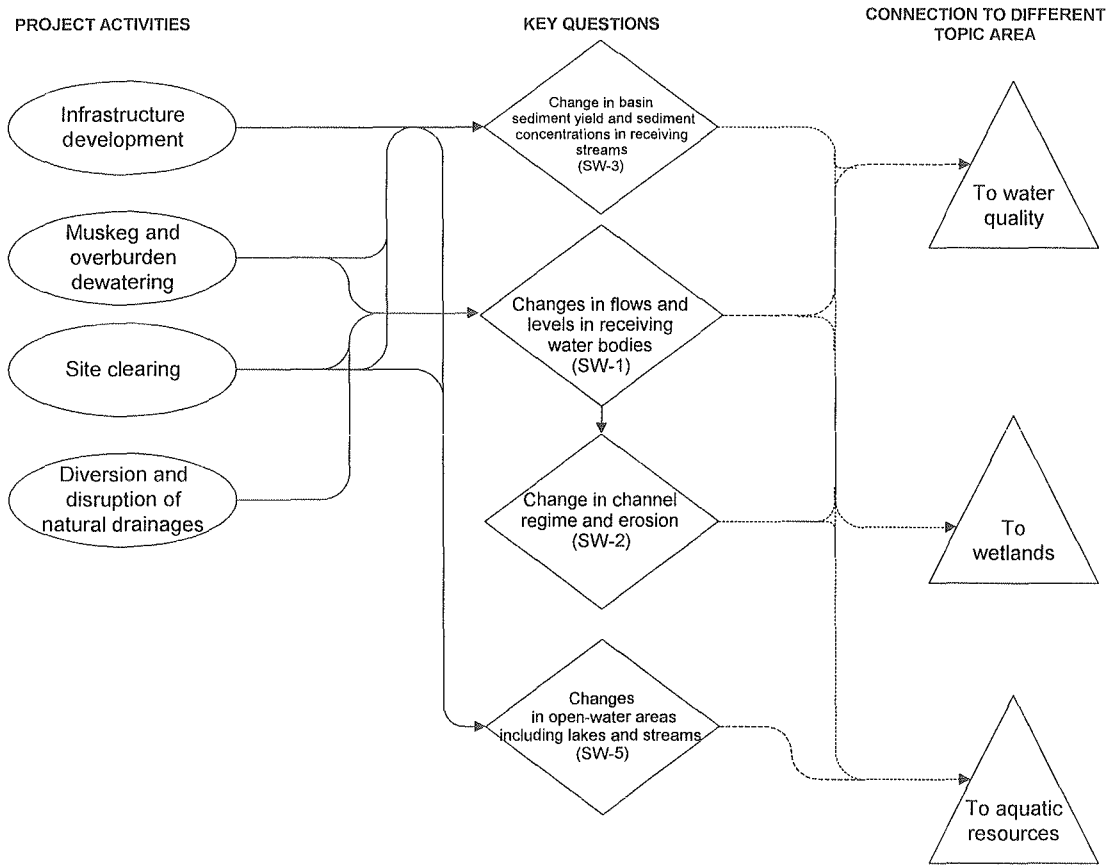 PROJECT ACTIVITIES
KEY QUESTIONS
CONNECTION TO DIFFERENT
TOPIC AREA
Infrastructure
development
Muskeg and
overburden
dewatering
Site clearing
Diversion and
disruption of
natural drainages
Change in basin
sediment yield and sediment
concentrations in receiving
streams
(SW-3)
Changes in flows and
levels in receiving
water bodies
(SW-1)
Change in channel
regime and erosion
(SW-2)
Changes
in open-water areas
including lakes and streams
(SW-5)
To water
quality
To
wetlands
To aquatic
resources